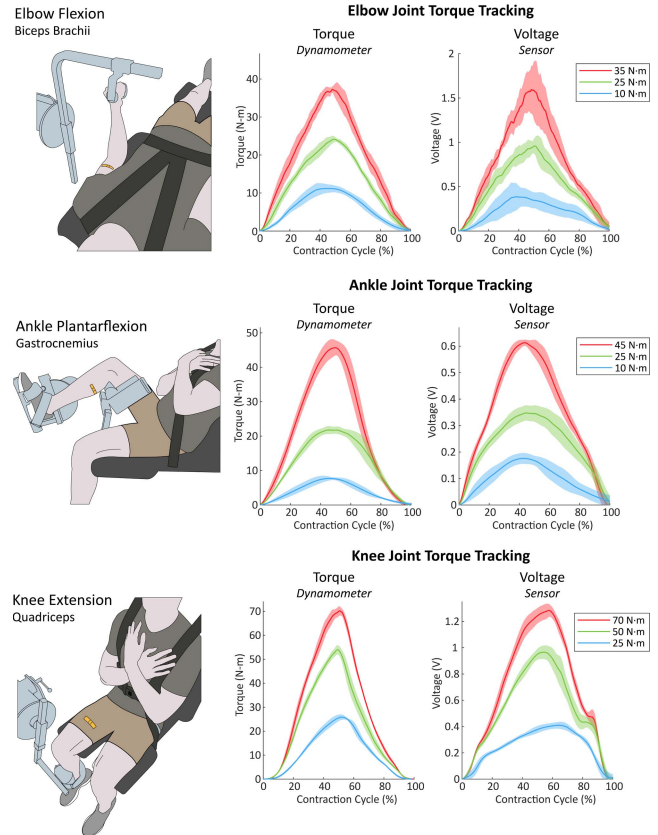 Elbow Flexion
Biceps Brachii
Elbow Joint Torque Tracking
Torque
Dynamometer
Torque (N-m)
40
30
20
10
0
0 20 40 60 80 100
Contraction Cycle (%)
Voltage
Sensor
Voltage (V)
2
1.5
1
0.5
0
0 20 40 60 80 100
Contraction Cycle (%)
35 N·m
25 N·m
10 N·m
Ankle Plantarflexion
Gastrocnemius
Ankle Joint Torque Tracking
Torque
Dynamometer
Torque (N-m)
50
40
30
20
10
0
0 20 40 60 80 100
Contraction Cycle (%)
Voltage
Sensor
Voltage (V)
0.6
0.5
0.4
0.3
0.2
0.1
0
0 20 40 60 80 100
Contraction Cycle (%)
45 N·m
25 N·m
10 N·m
Knee Extension
Quadriceps
Knee Joint Torque Tracking
Torque
Dynamometer
Torque (N-m)
70
60
50
40
30
20
10
0
0 20 40 60 80 100
Contraction Cycle (%)
Voltage
Sensor
Voltage (V)
1.2
1
0.8
0.6
0.4
0.2
0
0 20 40 60 80 100
Contraction Cycle (%)
70 N·m
50 N·m
25 N·m